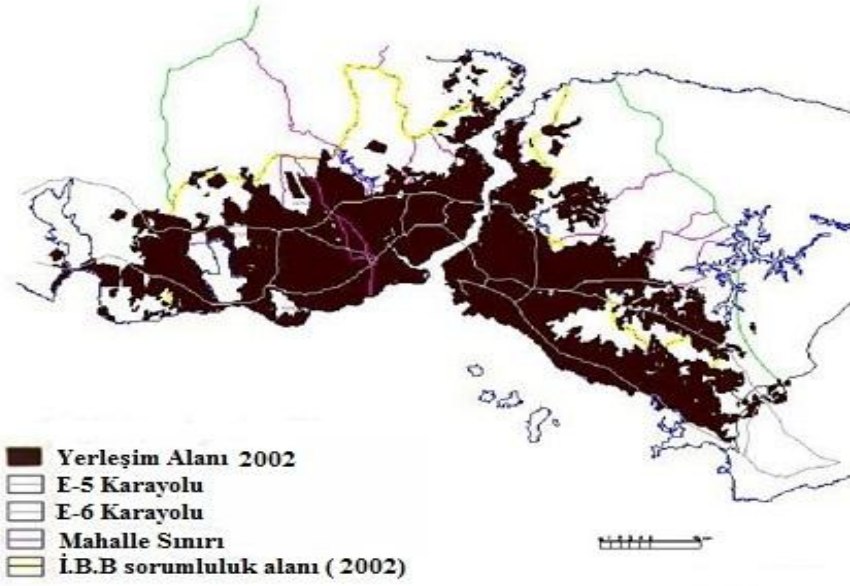 Yerleşim Alanı 2002
E-5 Karayolu
E-6 Karayolu
Mahalle Sınırı
İ.B.B sorumluluk alanı ( 2002)